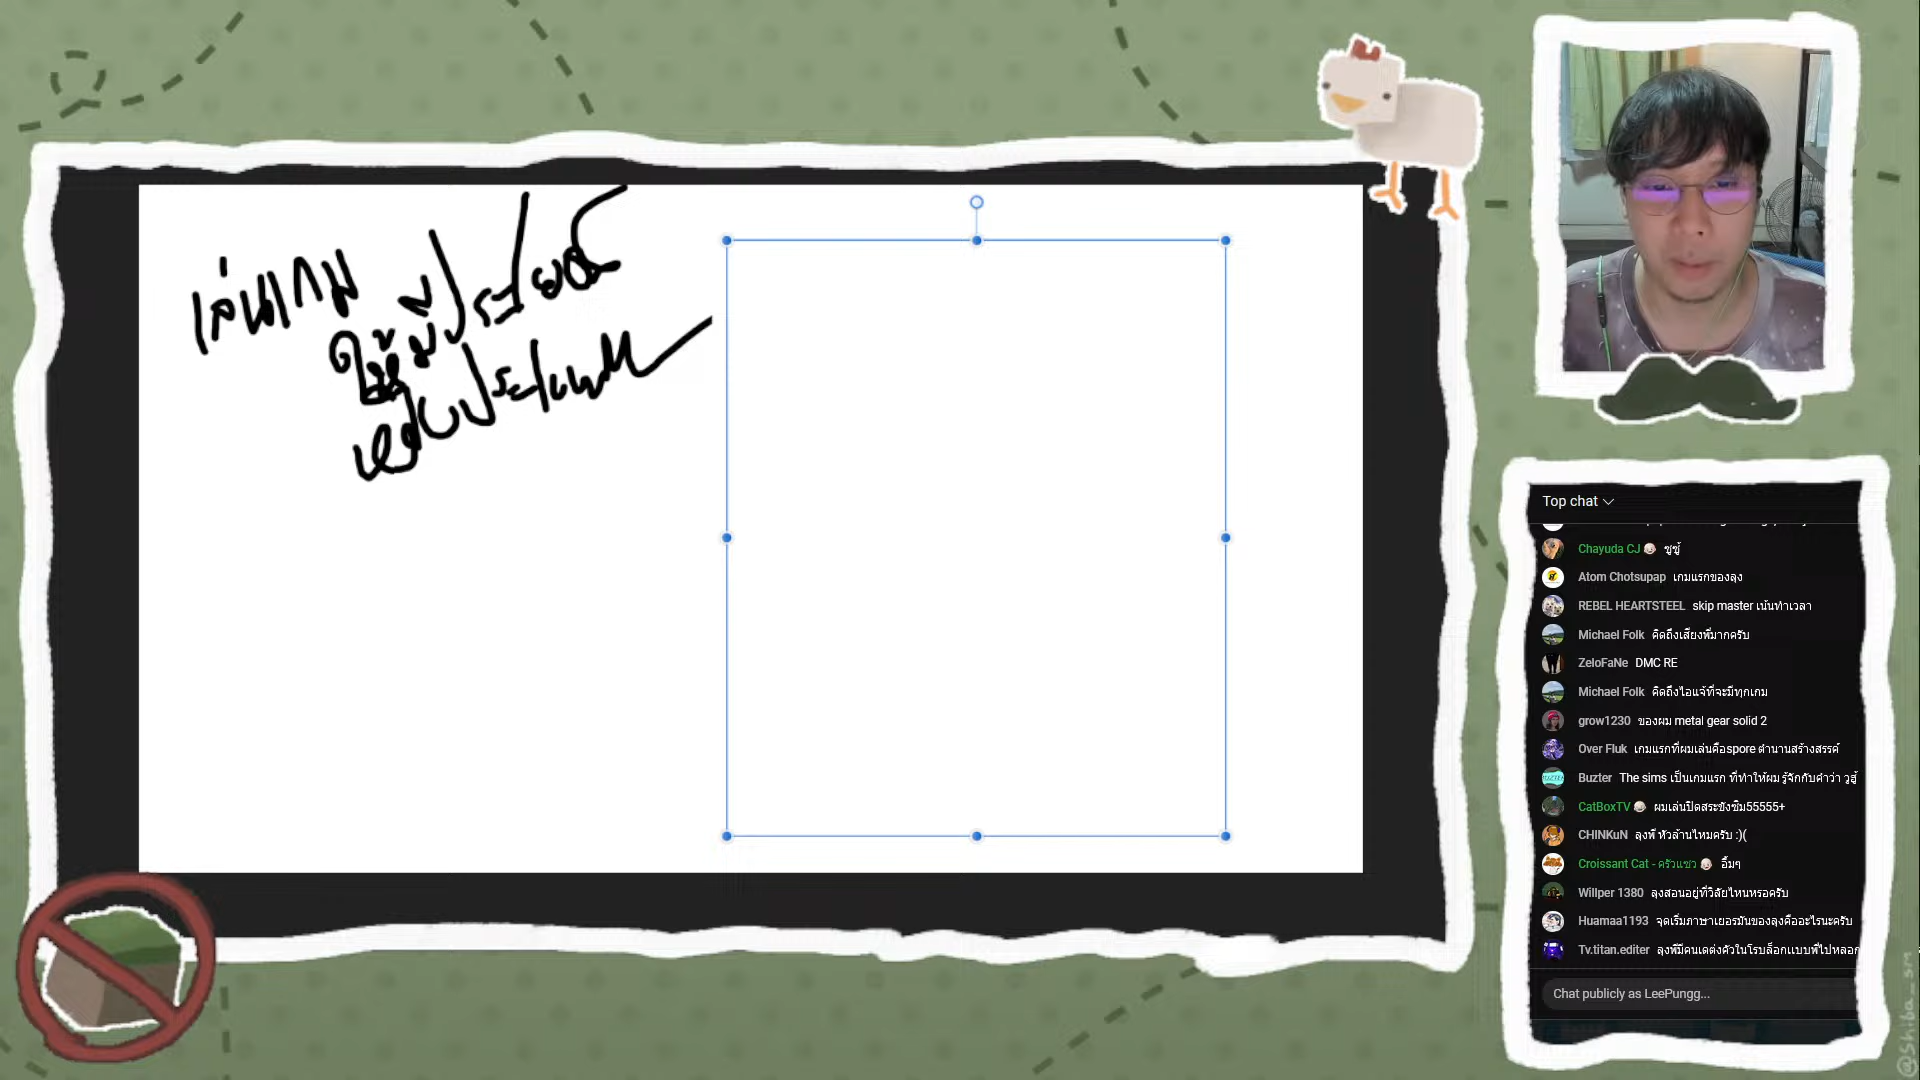 เล่นเกม
ให้มีประโยชน์
Top chat
Chayuda CJ ซูซู้
Atom Chotsupap เกมแรกของลุง
REBEL HEARTSTEEL skip master เน้นทำเวลา
Michael Folk คิดถึงเสียงพี่มากครับ
ZeloFaNe DMC RE
Michael Folk คิดถึงไอแจ้ที่จะมีทุกเกม
grow1230 ของผม metal gear solid 2
Over Fluk เกมแรกที่ผมเล่นคือspore ตำนานสร้างสรรค์
Buzter The sims เป็นเกมแรก ที่ทำให้ผมรู้จักกับคำว่า วูฮู้
CatBoxTV ผมเล่นปิดสระขังซิม55555+
CHINKuN ลุงพี หัวล้านไหมครับ :)(
Croissant Cat - ครัวแซว อื้มๆ
Willper 1380 ลุงสอนอยู่ที่วิลัยไหนหรอครับ
Huamaa1193 จุดเริ่มภาษาเยอรมันของลุงคืออะไรนะครับ
Tv.titan.editer ลุงพีมีคนเดต่งคัวในโรบล็อกแบบพี่ไปหลอก
Chat publicly as LeePungg...
@Shiba_sm